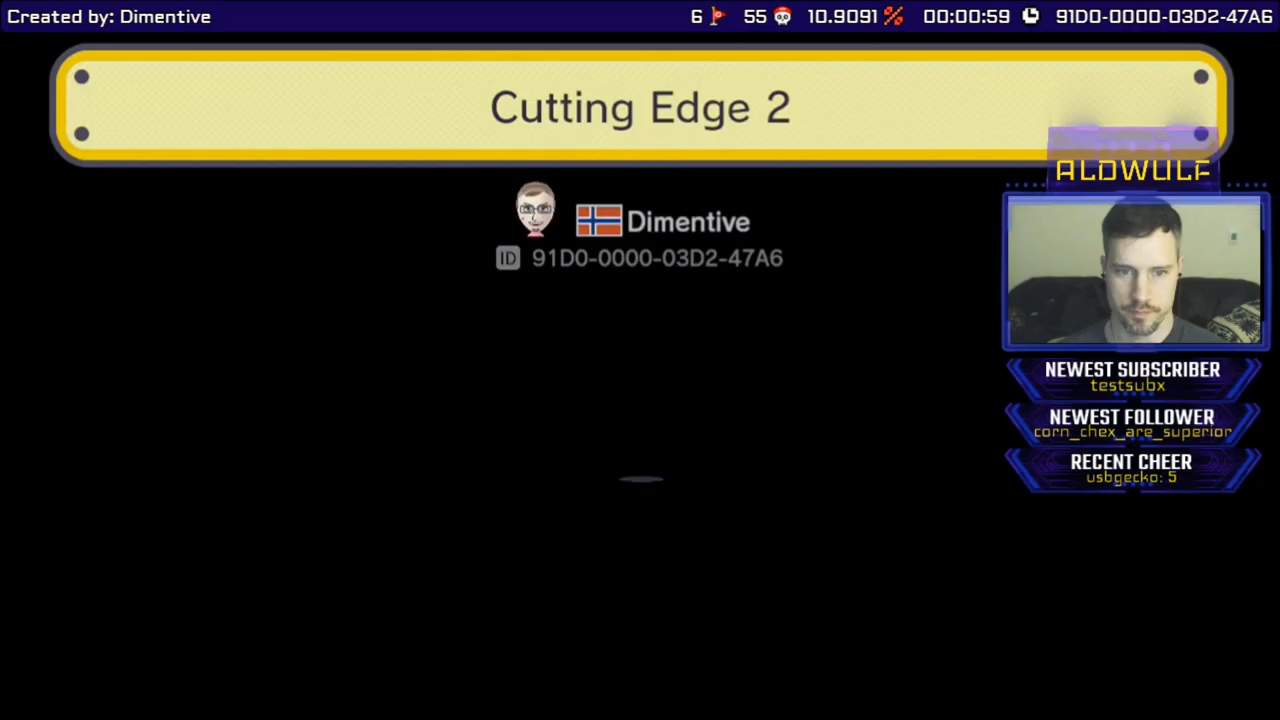 Created by: Dimentive
6 55 10.9091 % 00:00:59 91D0-0000-03D2-47A6
Cutting Edge 2
ALDWULF
Dimentive
ID 91D0-0000-03D2-47A6
NEWEST SUBSCRIBER
testsubx
NEWEST FOLLOWER
corn_chex_are_superior
RECENT CHEER
usbgecko: 5